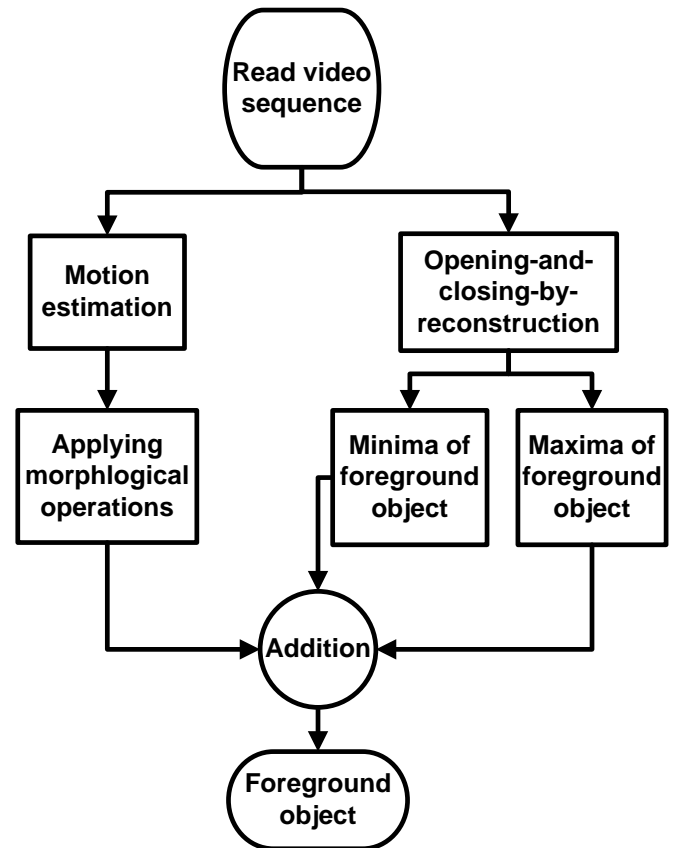 Read video
sequence
Motion
estimation
Opening-and-
closing-by-
reconstruction
Applying
morphlogical
operations
Minima of
foreground
object
Maxima of
foreground
object
Addition
Foreground
object